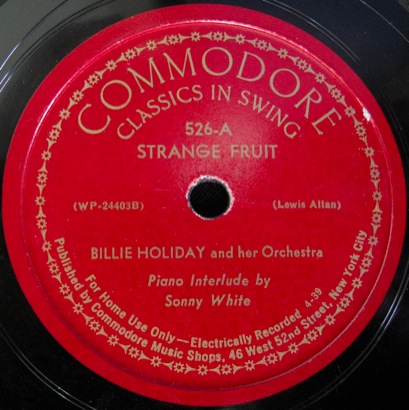 COMMODORE
CLASSICS IN SWING
526-A
STRANGE FRUIT
(WP-24403B)
(Lewis Allan)
BILLIE HOLIDAY and her Orchestra
Piano Interlude by
Sonny White
For Home Use Only—Electrically Recorded 4-39
Published by Commodore Music Shops, 46 West 52nd Street, New York City